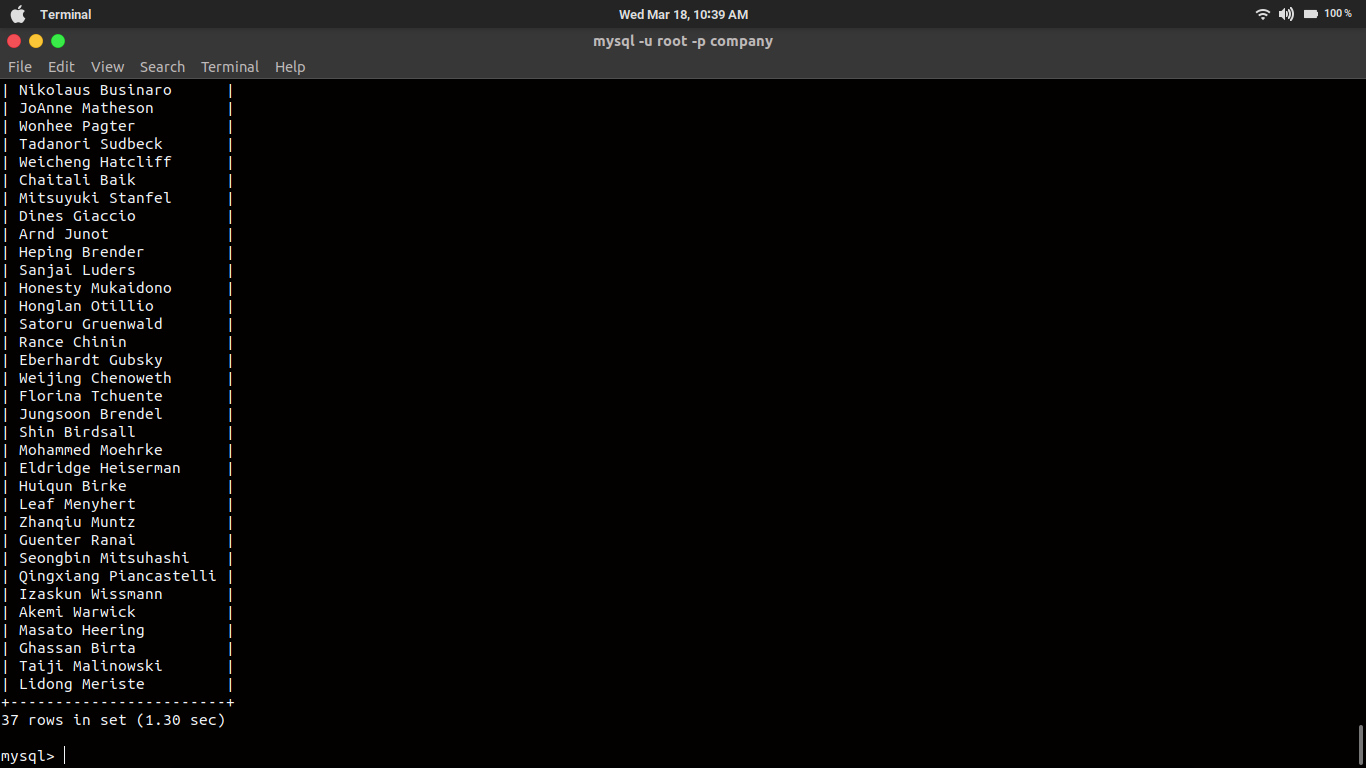 Terminal
Wed Mar 18, 10:39 AM
100 %
mysql -u root -p company
File Edit View Search Terminal Help
| Nikolaus Businaro      |
| JoAnne Matheson        |
| Wonhee Pagter          |
| Tadanori Sudbeck       |
| Weicheng Hatcliff      |
| Chaitali Baik          |
| Mitsuyuki Stanfel      |
| Dines Giaccio          |
| Arnd Junot             |
| Heping Brender         |
| Sanjai Luders          |
| Honesty Mukaidono      |
| Honglan Otillio        |
| Satoru Gruenwald       |
| Rance Chinin           |
| Eberhardt Gubsky       |
| Weijing Chenoweth      |
| Florina Tchuente       |
| Jungsoon Brendel       |
| Shin Birdsall          |
| Mohammed Moehrke       |
| Eldridge Heiserman     |
| Huiqun Birke           |
| Leaf Menyhert          |
| Zhanqiu Muntz          |
| Guenter Ranai          |
| Seongbin Mitsuhashi    |
| Qingxiang Piancastelli |
| Izaskun Wissmann       |
| Akemi Warwick          |
| Masato Heering         |
| Ghassan Birta          |
| Taiji Malinowski       |
| Lidong Meriste         |
+------------------------+
37 rows in set (1.30 sec)
mysql>